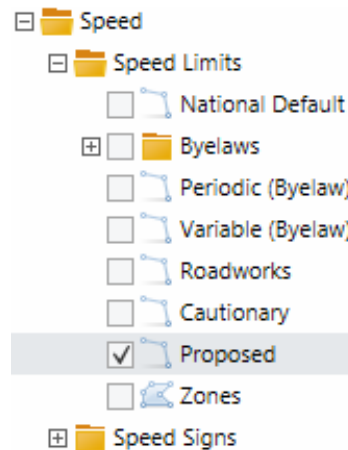 Speed
Speed Limits
National Default
Byelaws
Periodic (Byelaw)
Variable (Byelaw)
Roadworks
Cautionary
Proposed
Zones
Speed Signs